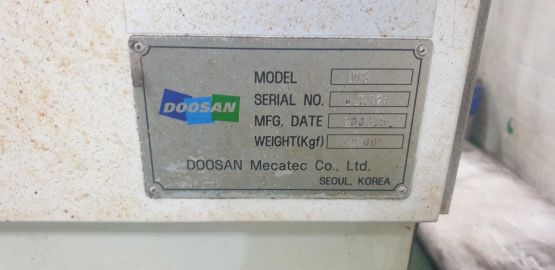 DOOSAN
MODEL
SERIAL NO.
MFG. DATE
WEIGHT(Kgf)
DOOSAN Mecatec Co., Ltd.
SEOUL, KOREA